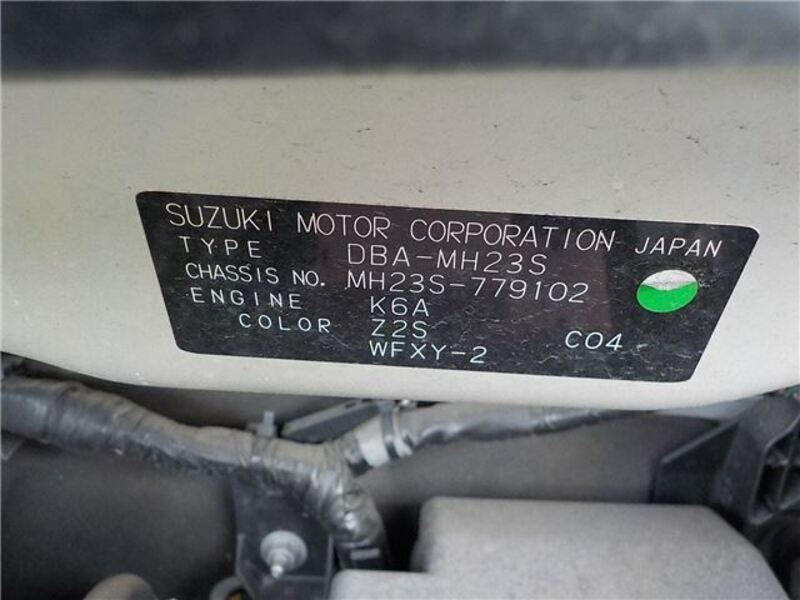 SUZUKI MOTOR CORPORATION JAPAN
TYPE DBA-MH23S
CHASSIS NO. MH23S-779102
ENGINE K6A
COLOR Z2S
WFXY-2 C04